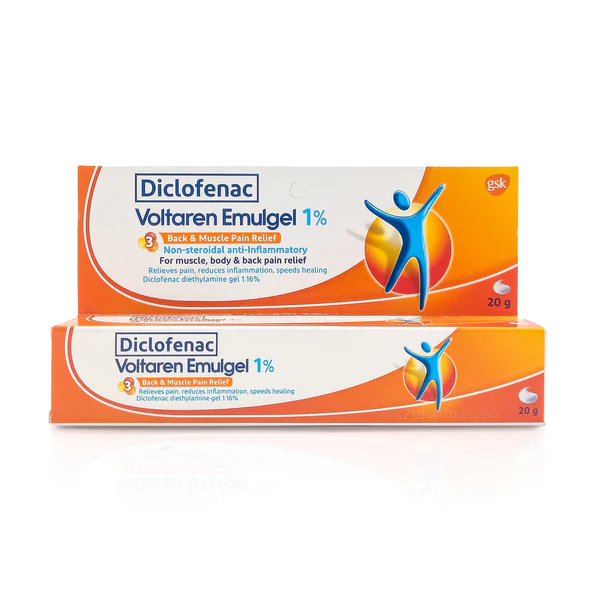 gsk
Diclofenac
Voltaren Emulgel 1%
3 Back & Muscle Pain Relief
Non-steroidal anti-Inflammatory
For muscle, body & back pain relief
Relieves pain, reduces inflammation, speeds healing
Diclofenac diethylamine gel 1.16%
20 g
Diclofenac
Voltaren Emulgel 1%
3 Back & Muscle Pain Relief
Relieves pain, reduces inflammation, speeds healing
Diclofenac diethylamine gel 1.16%
20 g